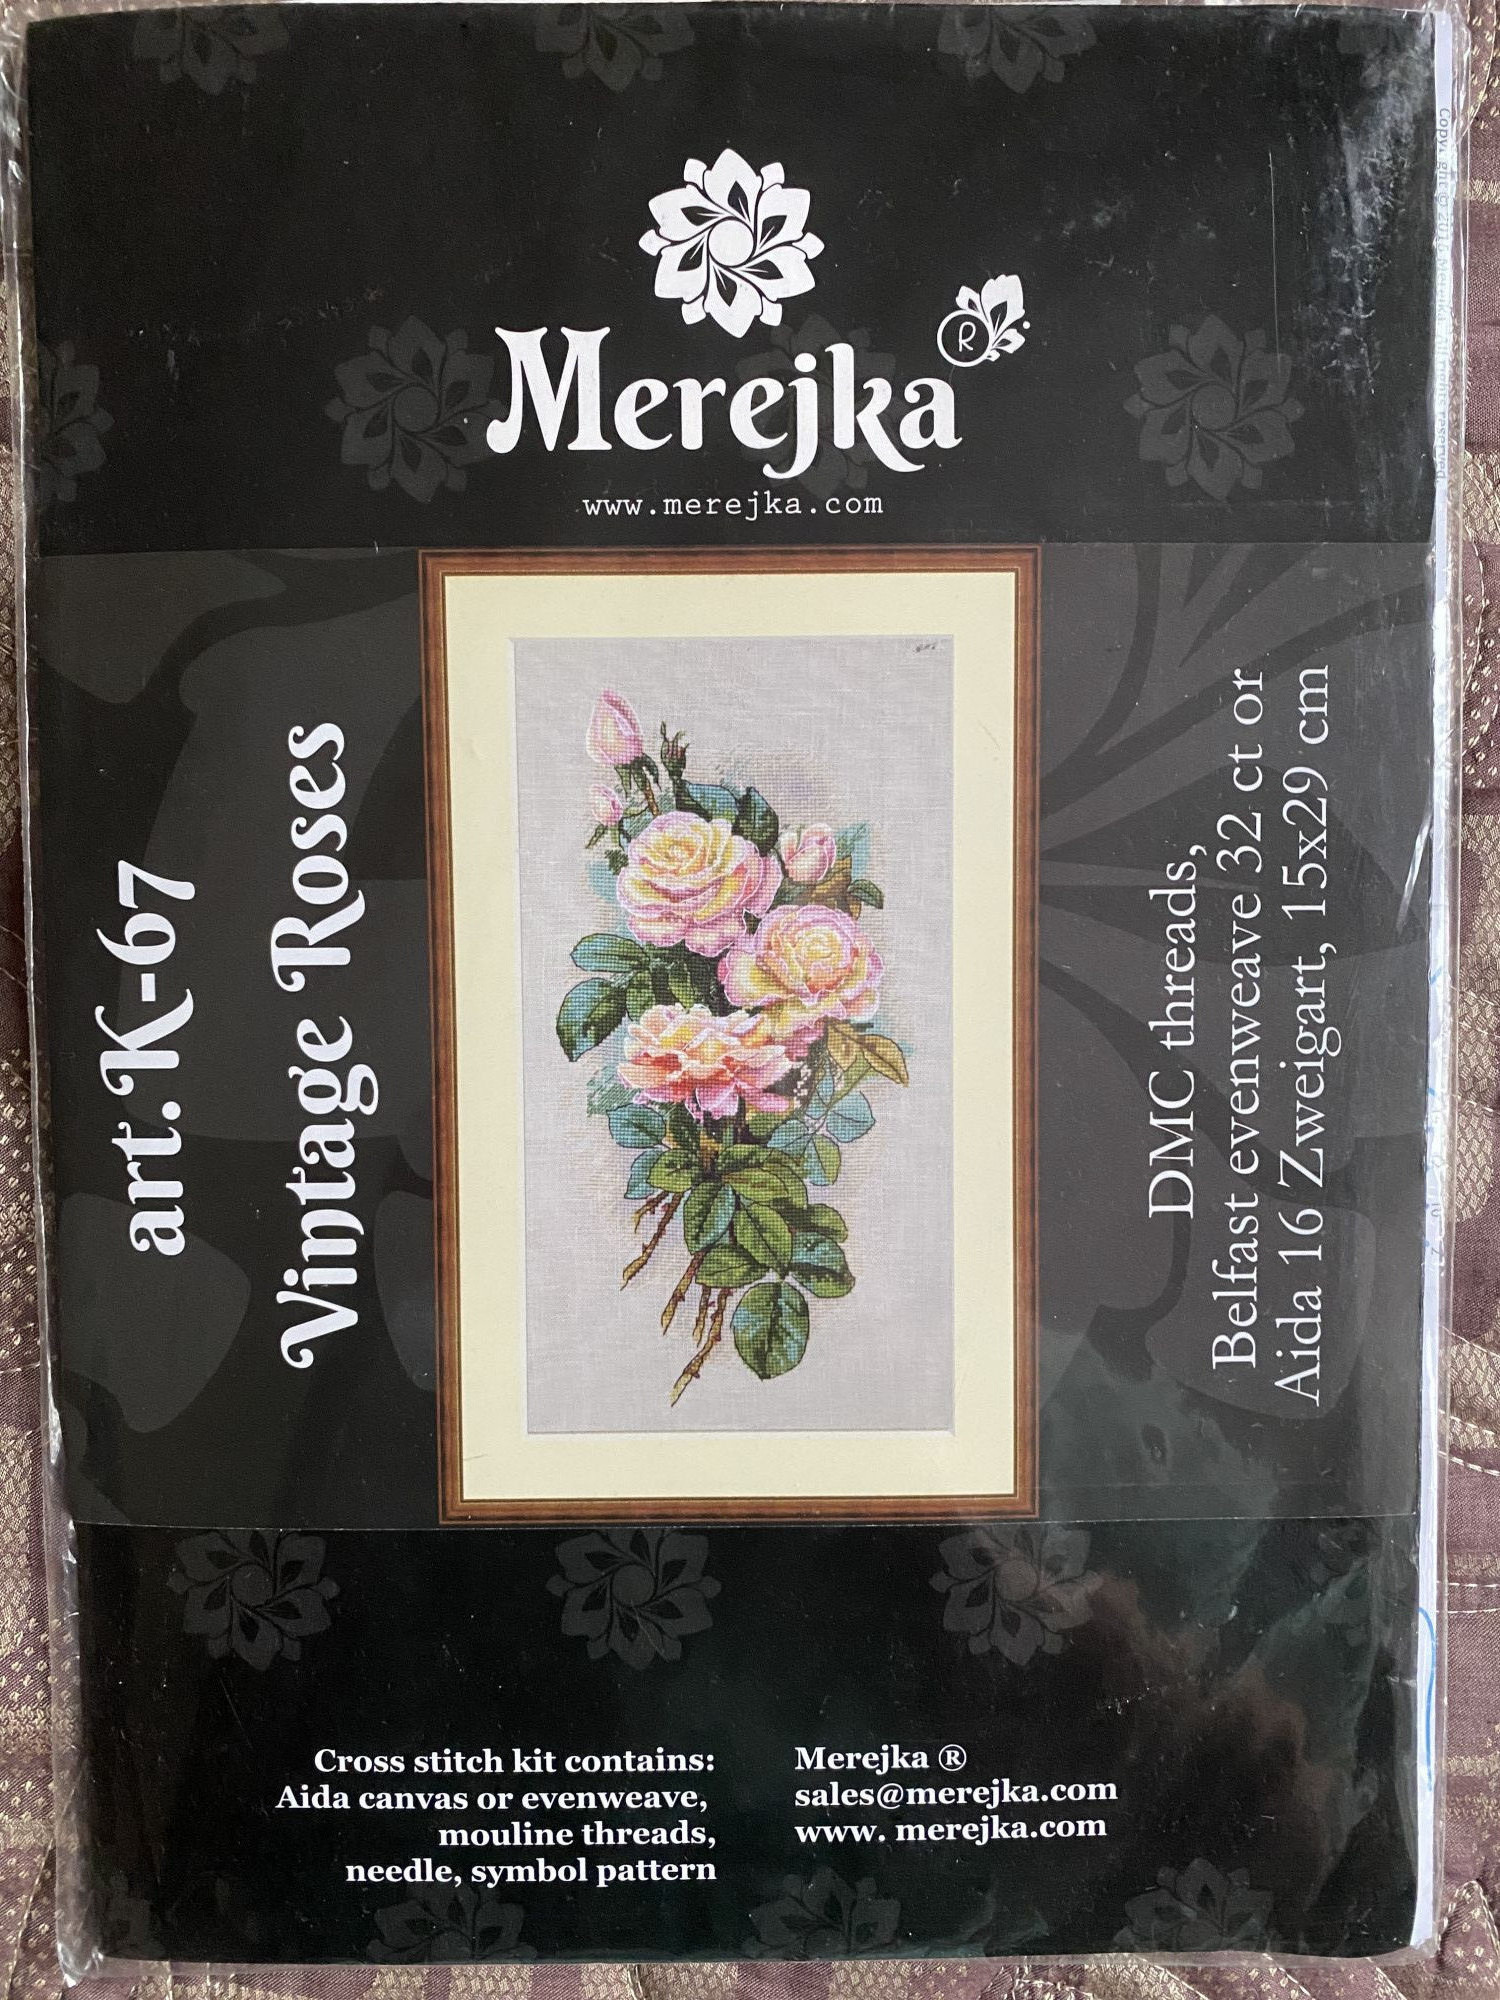 Merejka
R
www.merejka.com
art.K-67
Vintage Roses
DMC threads,
Belfast evenweave 32 ct or
Aida 16 Zweigart, 15x29 cm
Cross stitch kit contains:
Aida canvas or evenweave,
mouline threads,
needle, symbol pattern
Merejka ®
sales@merejka.com
www. merejka.com